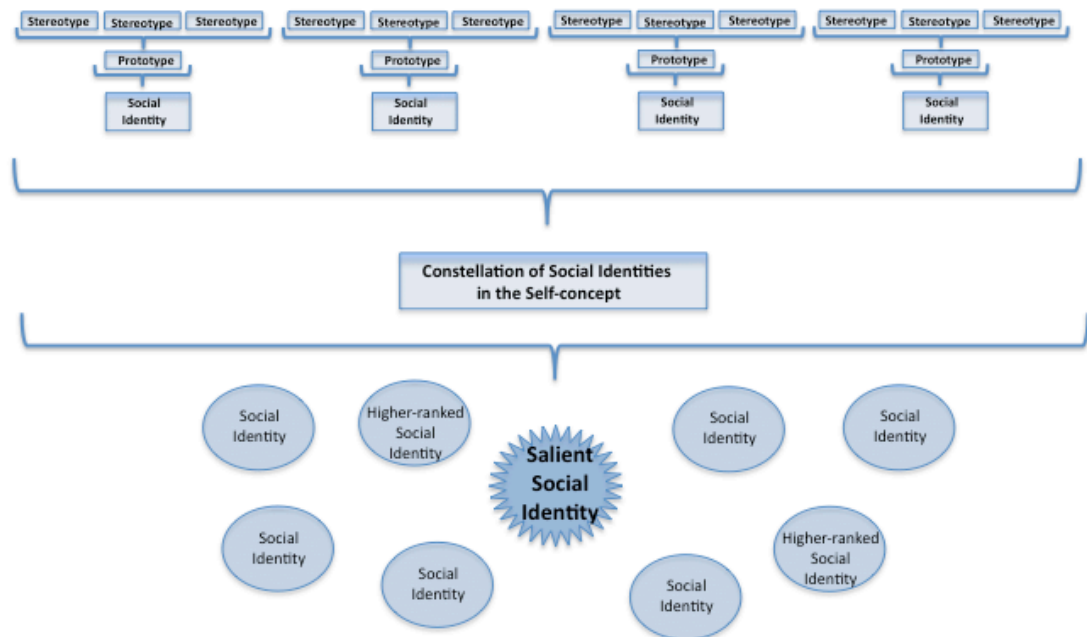 Stereotype Stereotype Stereotype Stereotype Stereotype Stereotype Stereotype Stereotype Stereotype Stereotype Stereotype Stereotype
Prototype Prototype Prototype Prototype
Social Identity
Social Identity
Social Identity
Social Identity
Constellation of Social Identities
in the Self-concept
Social
Identity
Higher-ranked
Social
Identity
Salient
Social
Identity
Social
Identity
Social
Identity
Social
Identity
Social
Identity
Social
Identity
Higher-ranked
Social
Identity